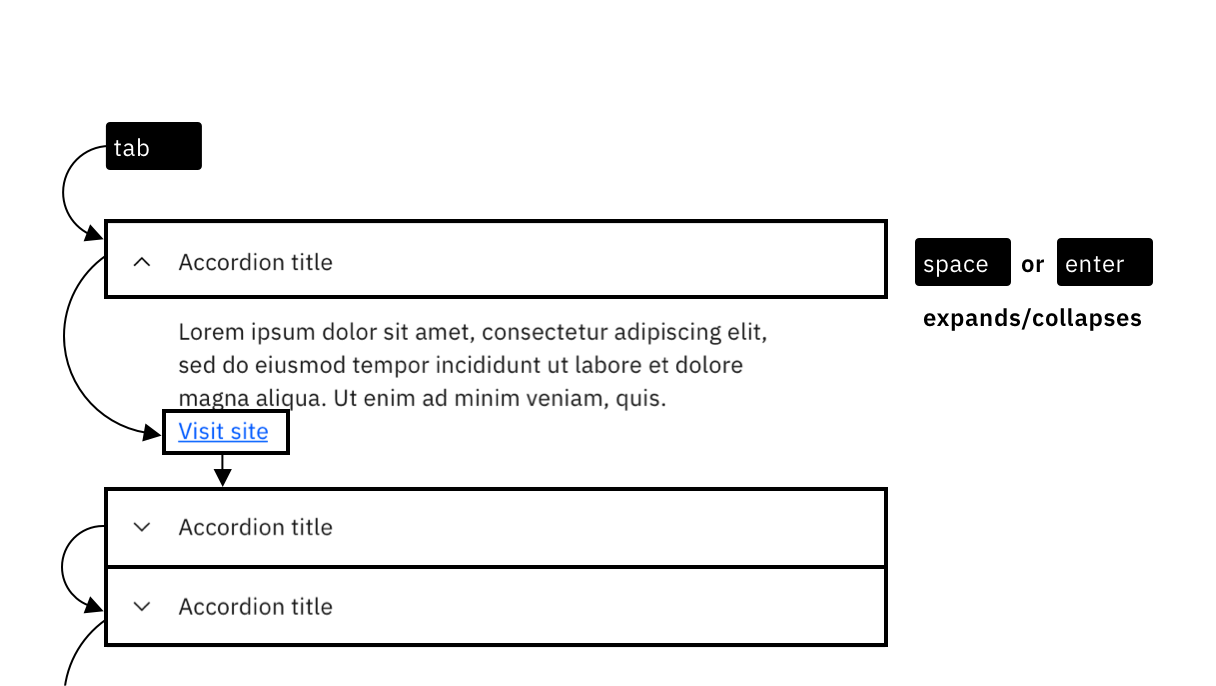 tab
Accordion title
space or enter
expands/collapses
Lorem ipsum dolor sit amet, consectetur adipiscing elit,
sed do eiusmod tempor incididunt ut labore et dolore
magna aliqua. Ut enim ad minim veniam, quis.
Visit site
Accordion title
Accordion title